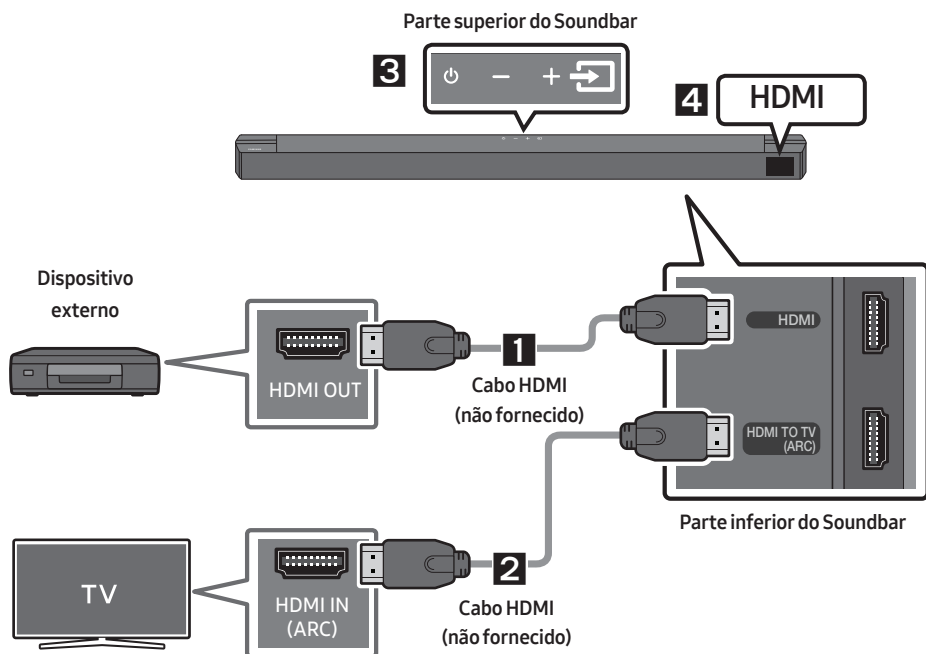 Parte superior do Soundbar
3
4
HDMI
Dispositivo
externo
HDMI OUT
1
Cabo HDMI
(não fornecido)
HDMI
HDMI TO TV
(ARC)
Parte inferior do Soundbar
TV
HDMI IN
(ARC)
2
Cabo HDMI
(não fornecido)